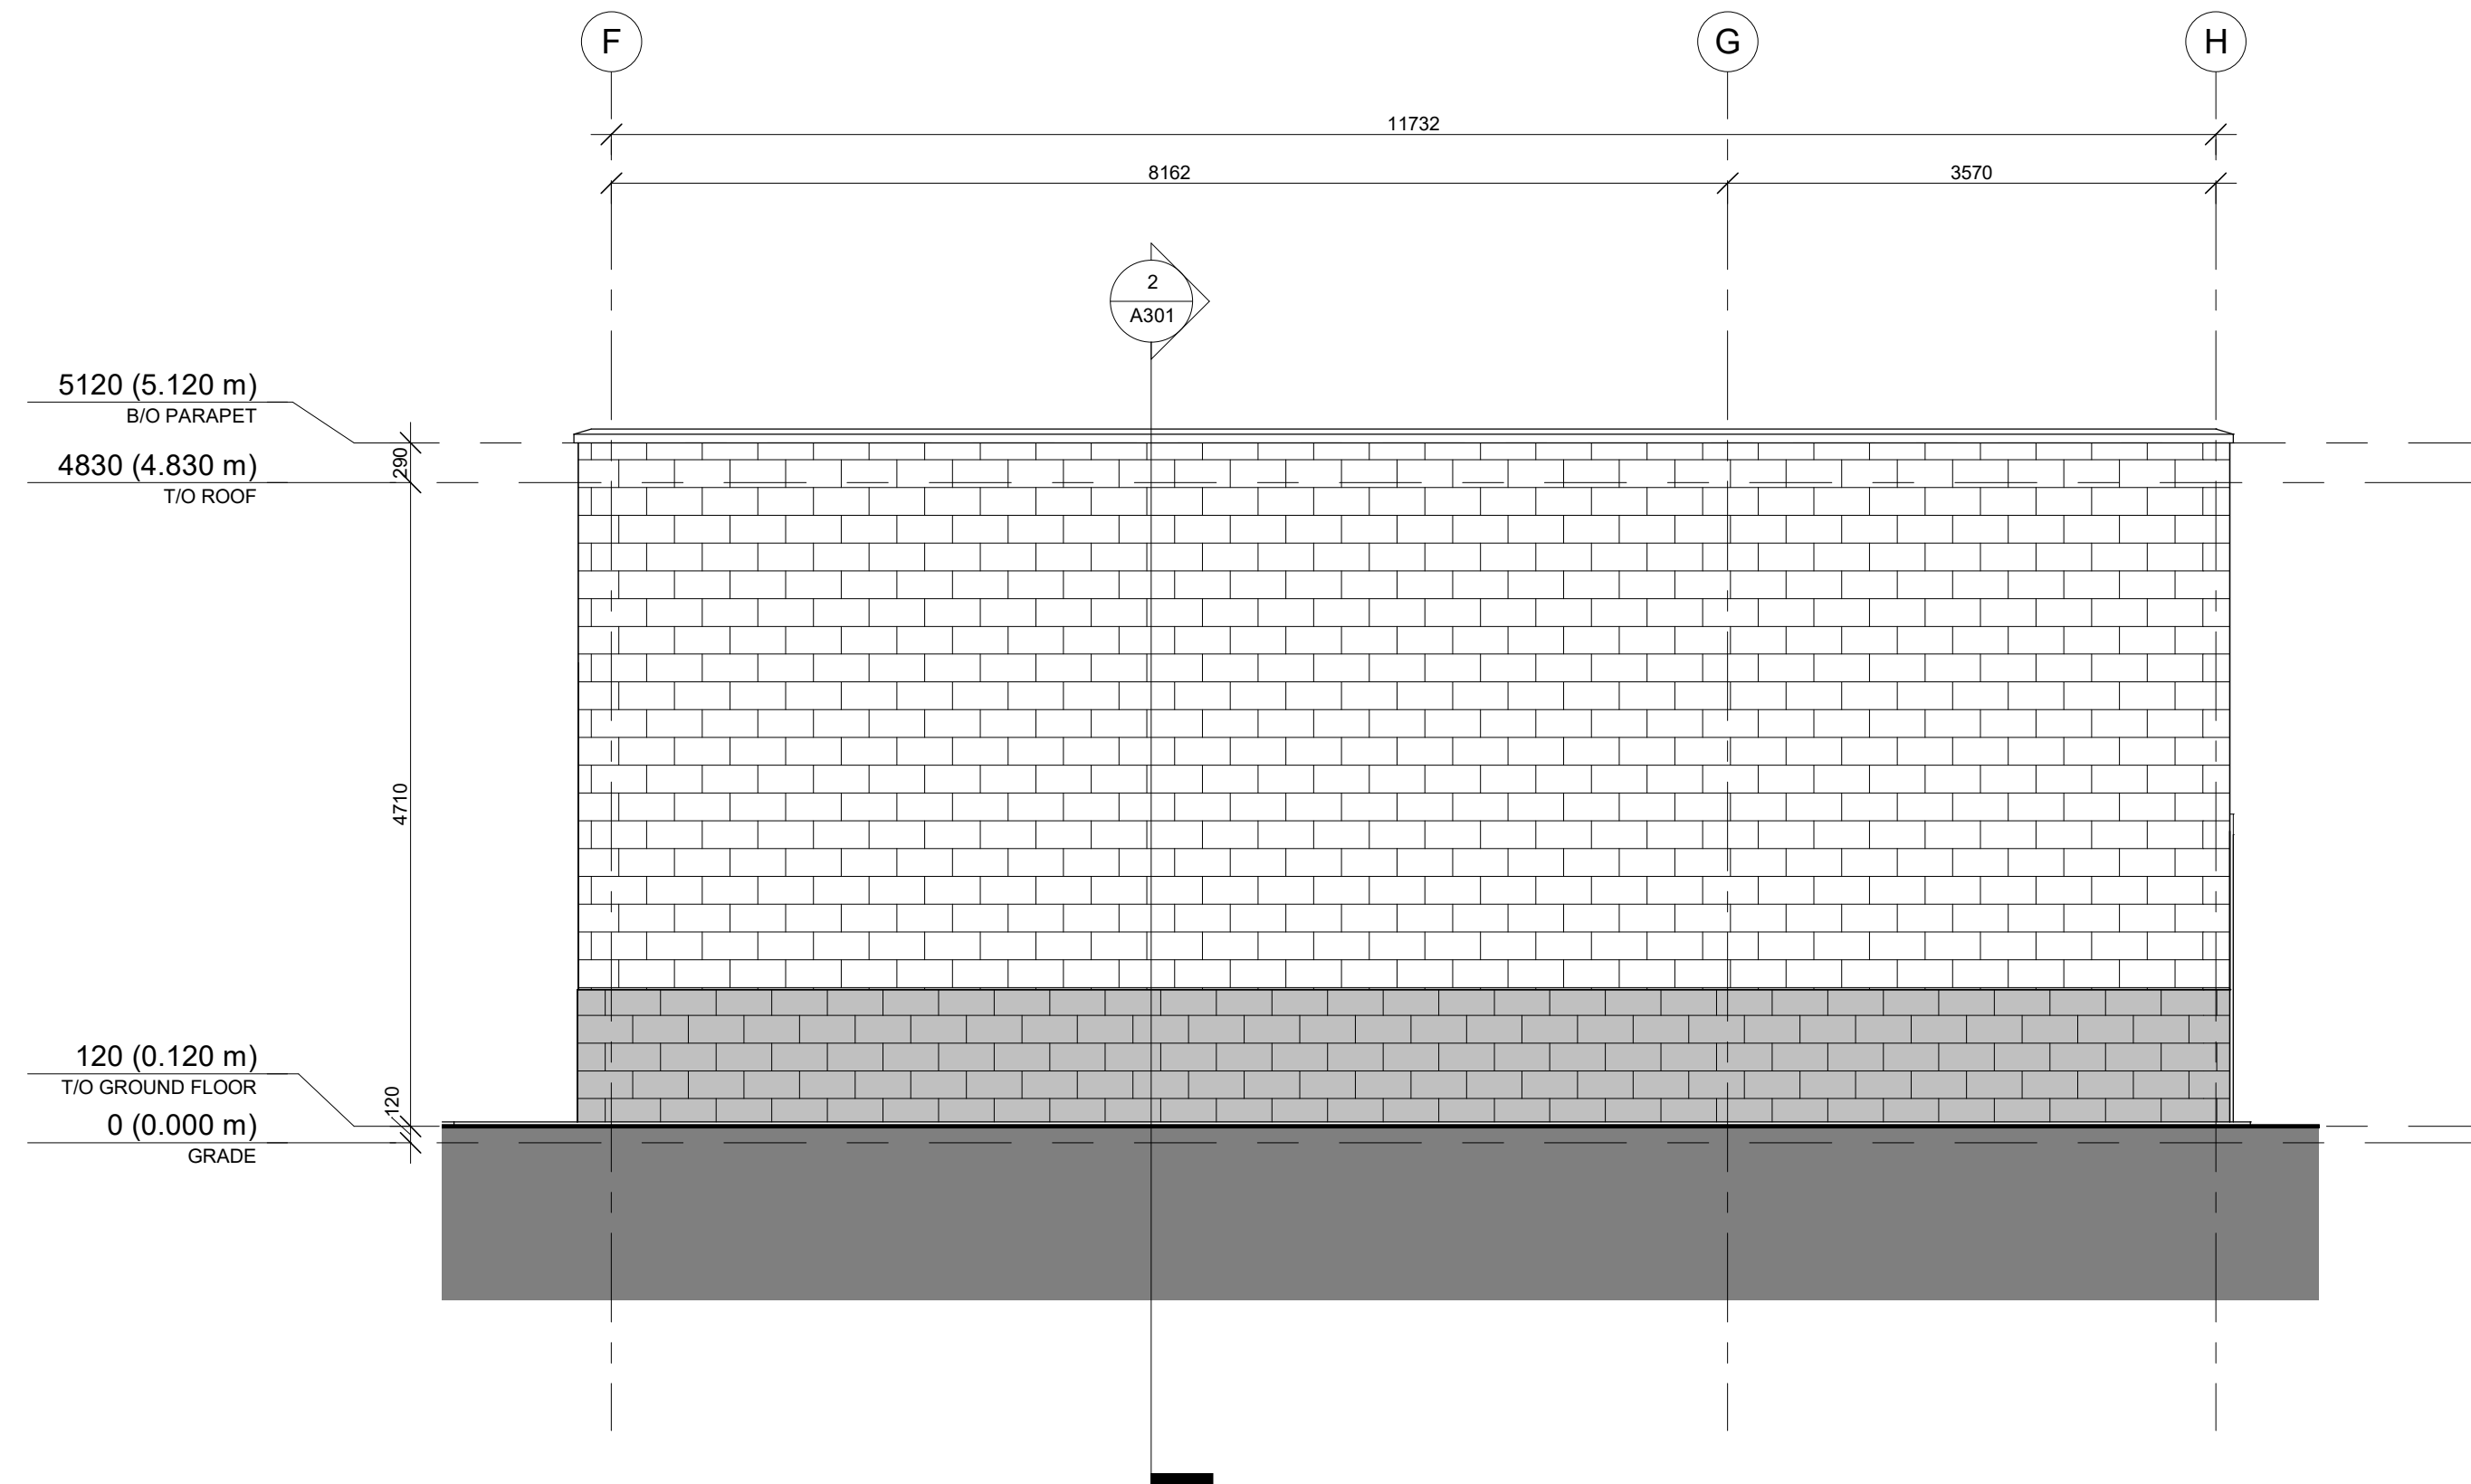 F
G
H
11732
8162
3570
2
A301
5120 (5.120 m)
B/O PARAPET
290
4830 (4.830 m)
T/O ROOF
4710
120 (0.120 m)
T/O GROUND FLOOR
120
0 (0.000 m)
GRADE